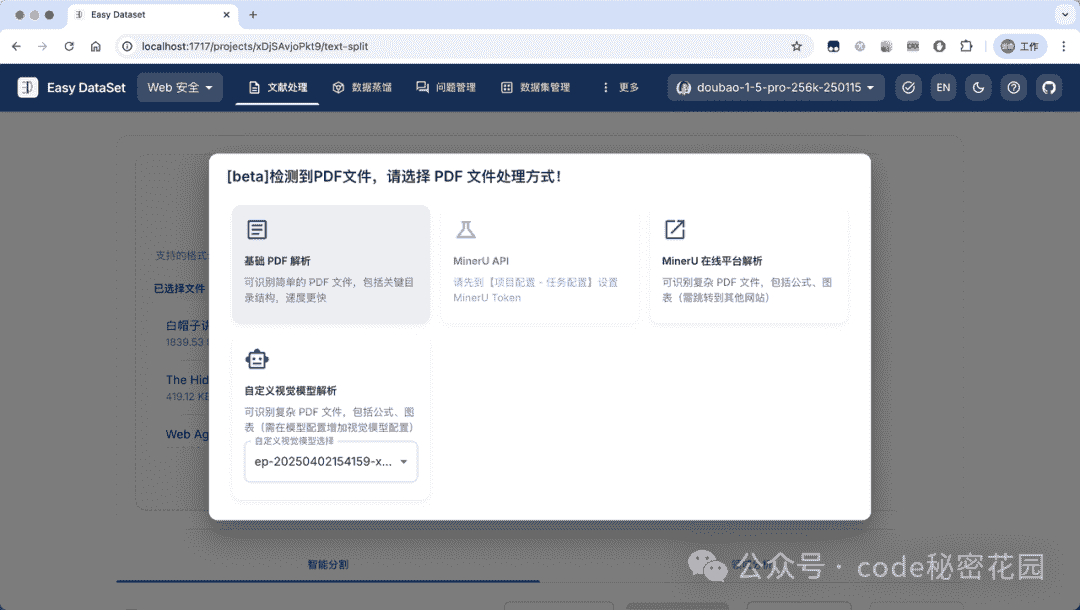 Easy Dataset
localhost:1717/projects/xDjSAvjoPkt9/text-split
工作
Easy DataSet
Web 安全
文献处理
数据蒸馏
问题管理
数据集管理
更多
doubao-1-5-pro-256k-250115
EN
[beta]检测到PDF文件，请选择 PDF 文件处理方式！
基础 PDF 解析
可识别简单的 PDF 文件，包括关键目
录结构，速度更快
MinerU API
请先到【项目配置 - 任务配置】设置
MinerU Token
MinerU 在线平台解析
可识别复杂 PDF 文件，包括公式、图
表（需跳转到其他网站）
支持的格式
已选择文件
白帽子讲
1839.53
The Hid
419.12 KB
Web Ag
自定义视觉模型解析
可识别复杂 PDF 文件，包括公式、图
表（需在模型配置增加视觉模型配置）
自定义视觉模型选择
ep-20250402154159-x...
智能分割
公众号 · code秘密花园